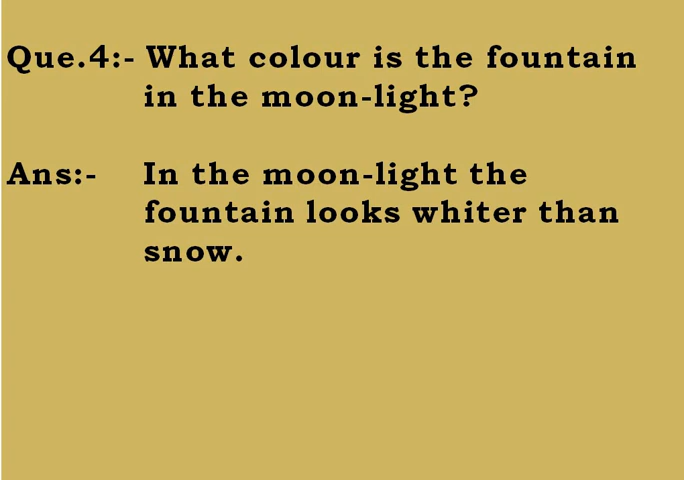 Que.4:- What colour is the fountain
in the moon-light?
Ans:- In the moon-light the
fountain looks whiter than
snow.